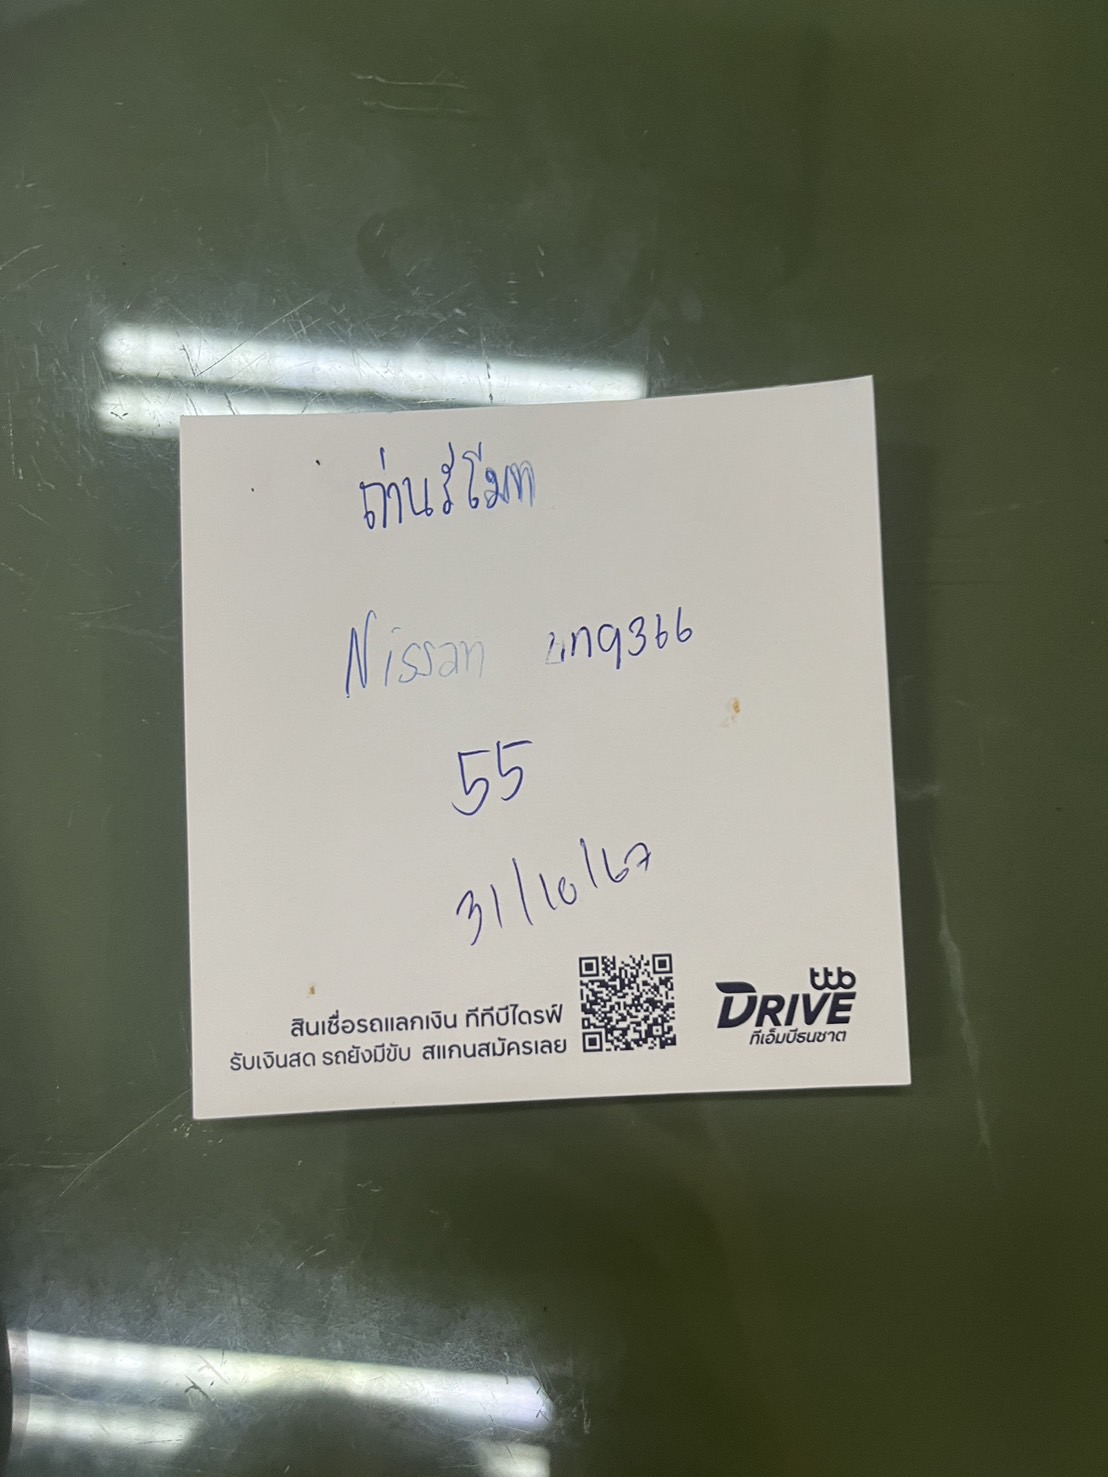 ถ่านรีโมท
Nissan ขก9366
55
31/10/67
สินเชื่อรถแลกเงิน ทีทีบีไดรฟ์
รับเงินสด รถยังมีขับ สแกนสมัครเลย
ttb
DRIVE
ทีเอ็มบีธนชาต